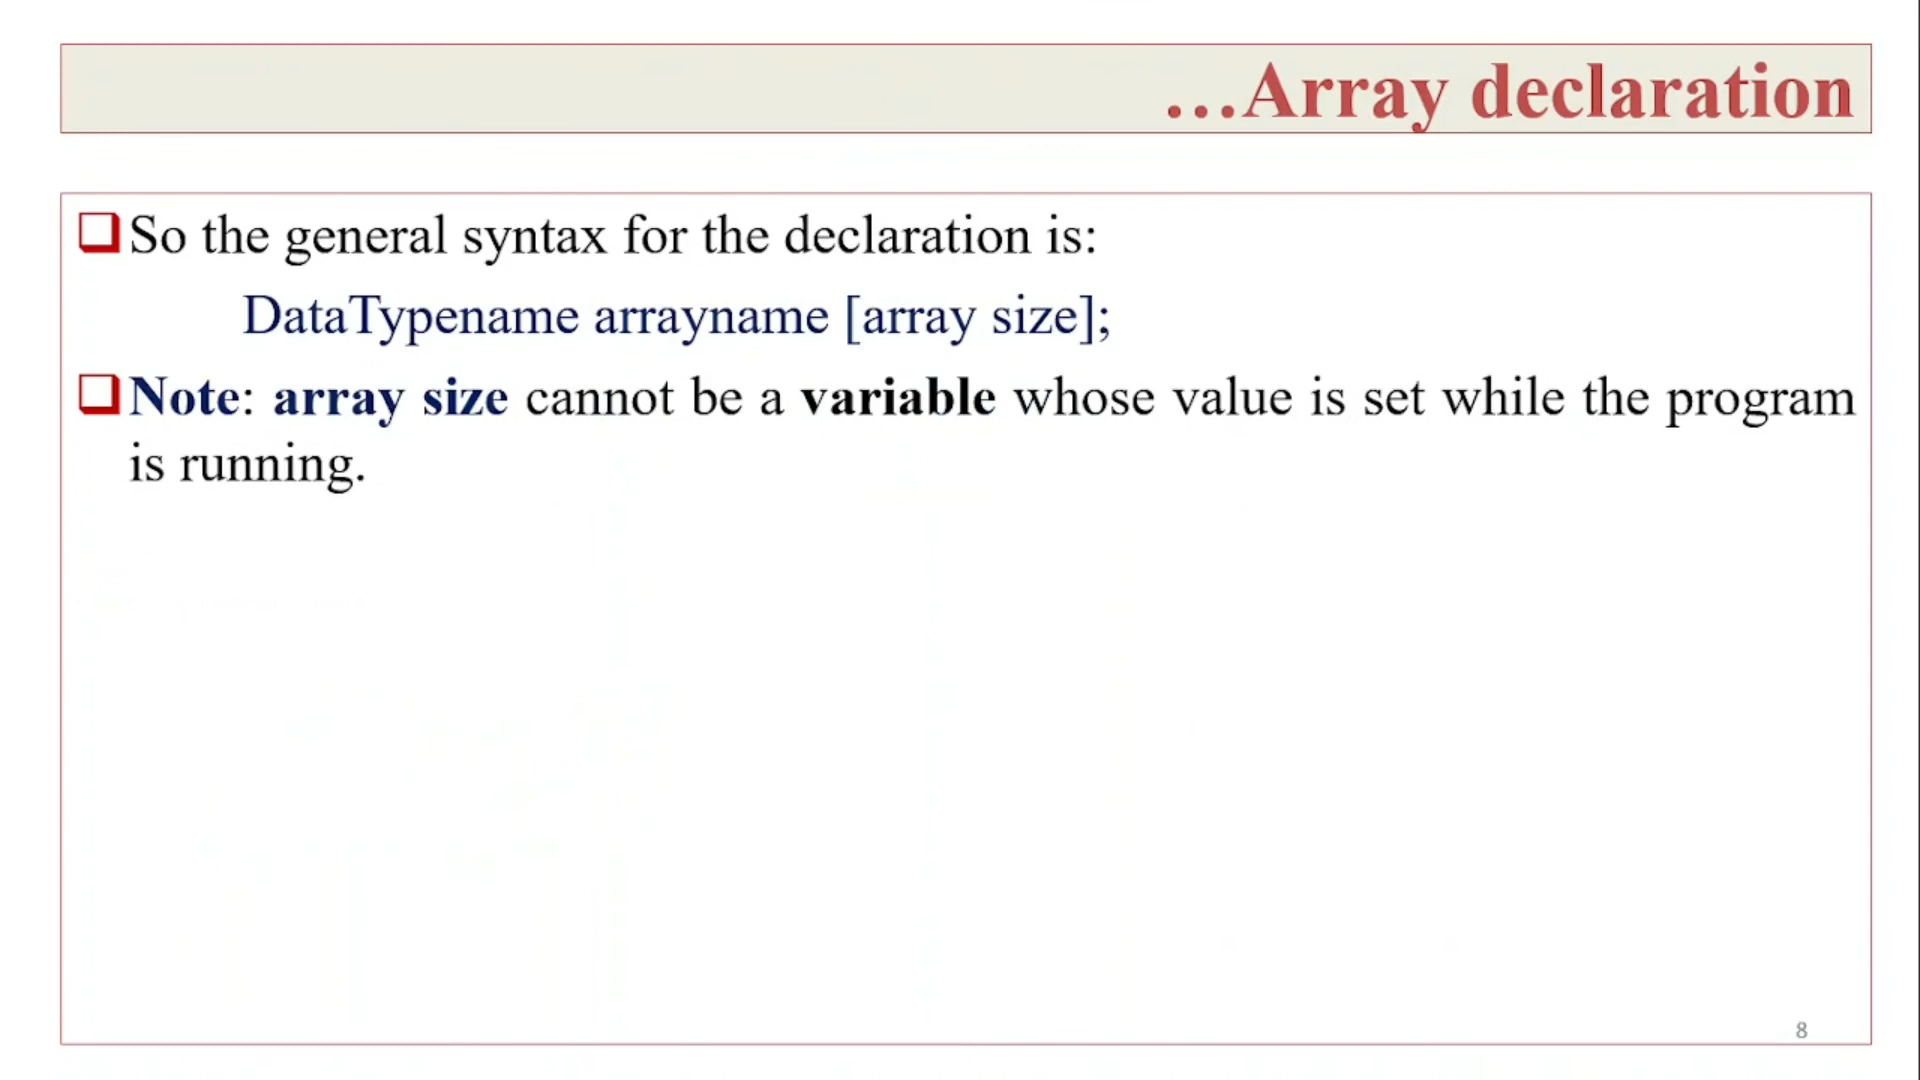 …Array declaration
So the general syntax for the declaration is:
DataTypename arrayname [array size];
Note: array size cannot be a variable whose value is set while the program
is running.
8